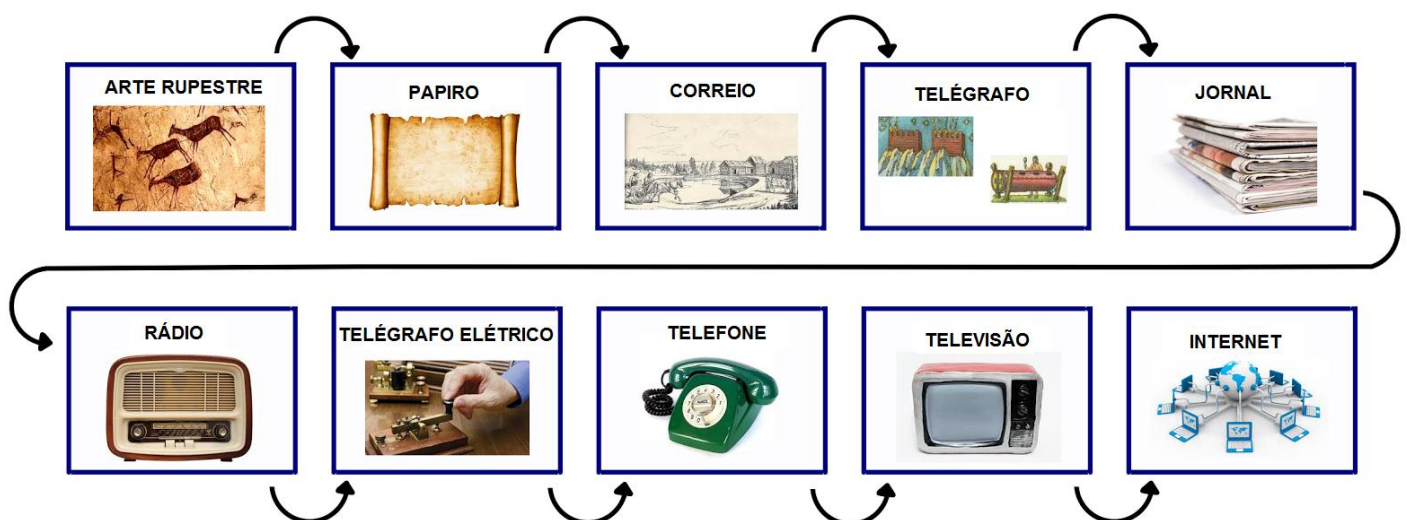 ARTE RUPESTRE
PAPIRO
CORREIO
TELÉGRAFO
JORNAL
RÁDIO
TELÉGRAFO ELÉTRICO
TELEFONE
TELEVISÃO
INTERNET